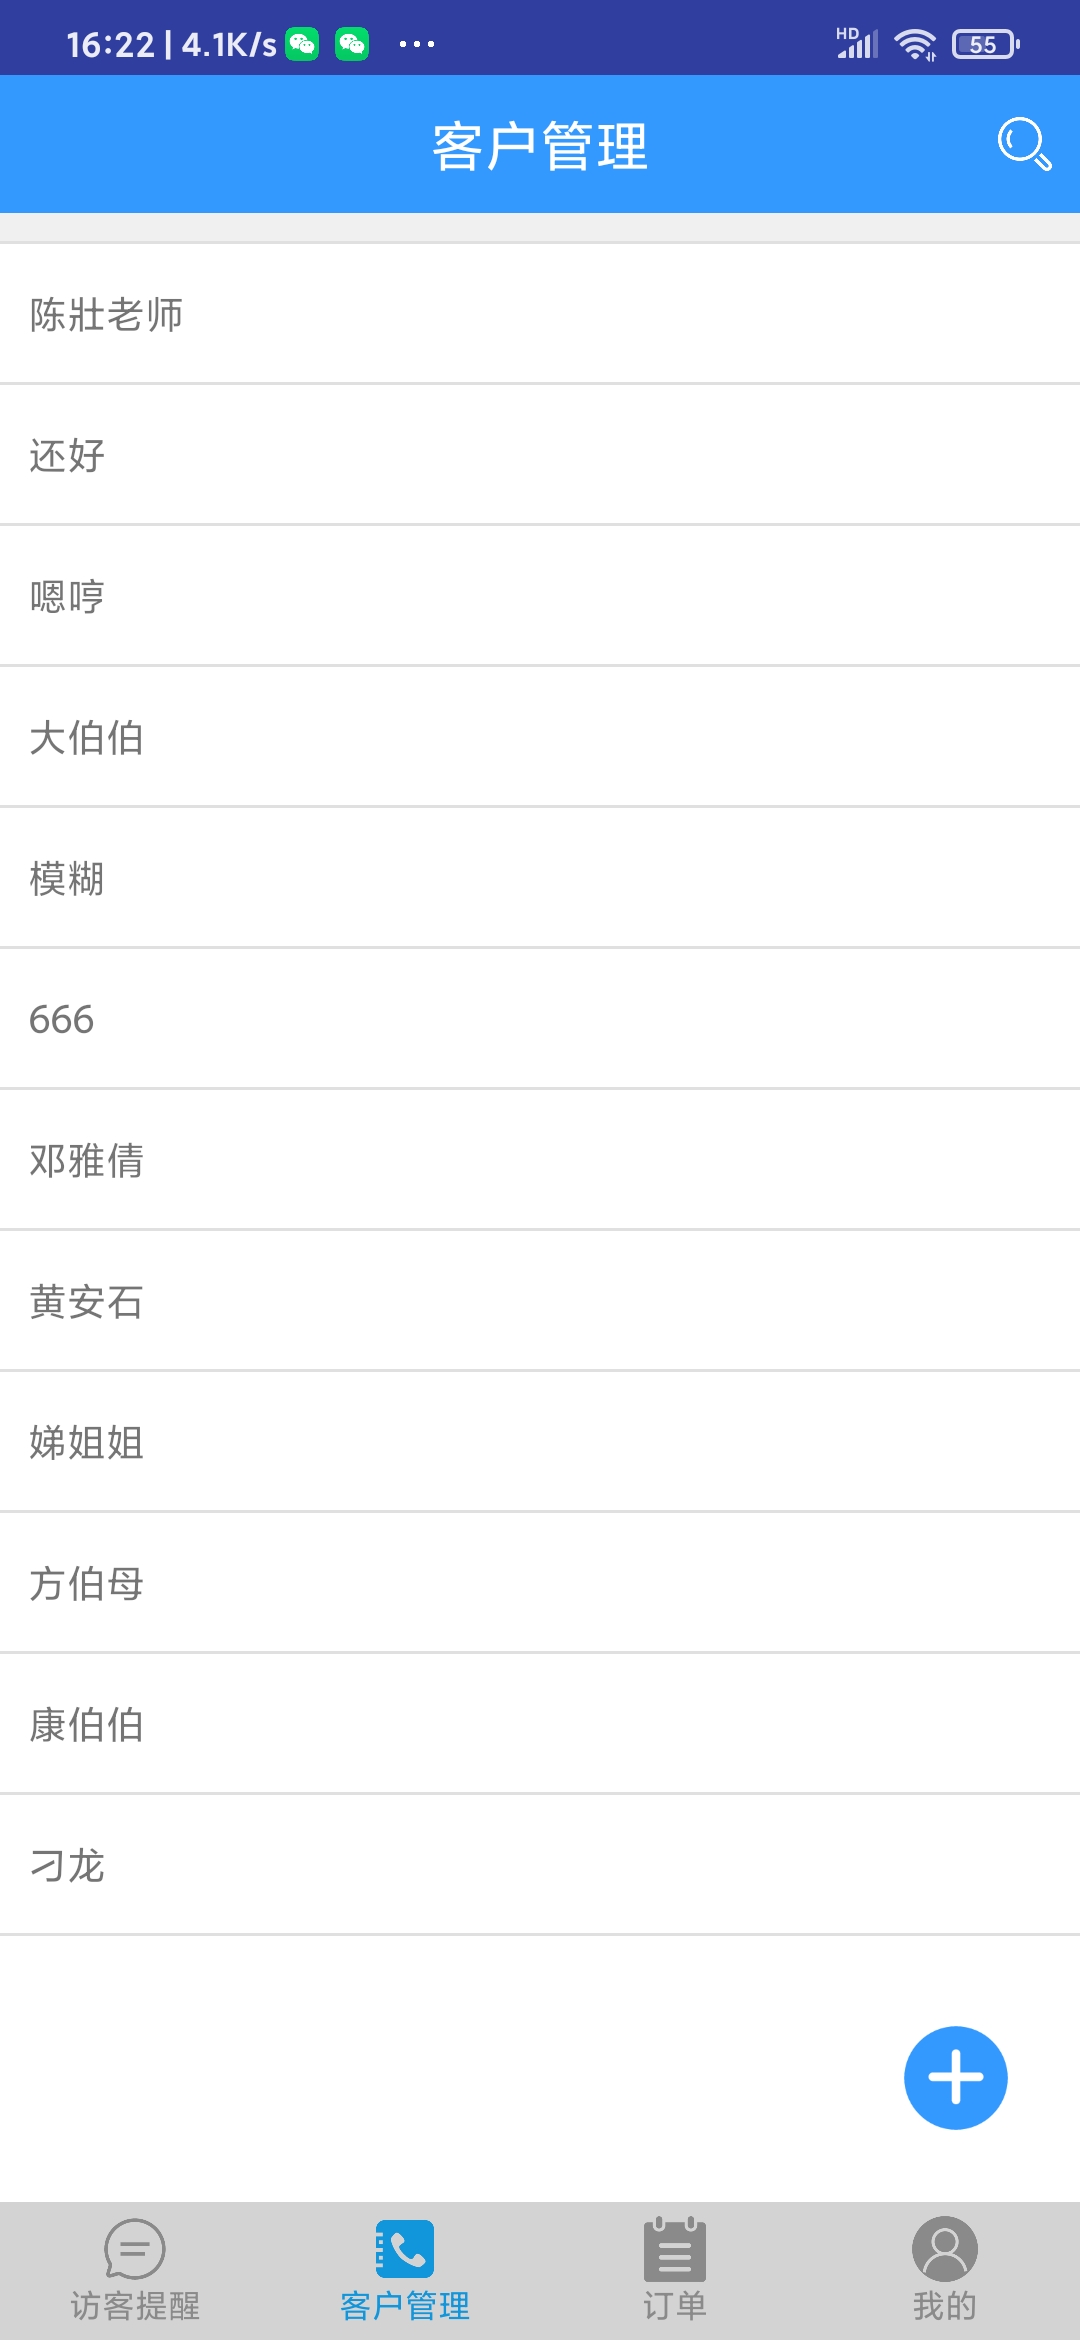 16:22 | 4.1K/s ... HD 55
客户管理
陈壯老师
还好
嗯哼
大伯伯
模糊
666
邓雅倩
黄安石
娣姐姐
方伯母
康伯伯
刁龙
访客提醒 客户管理 订单 我的